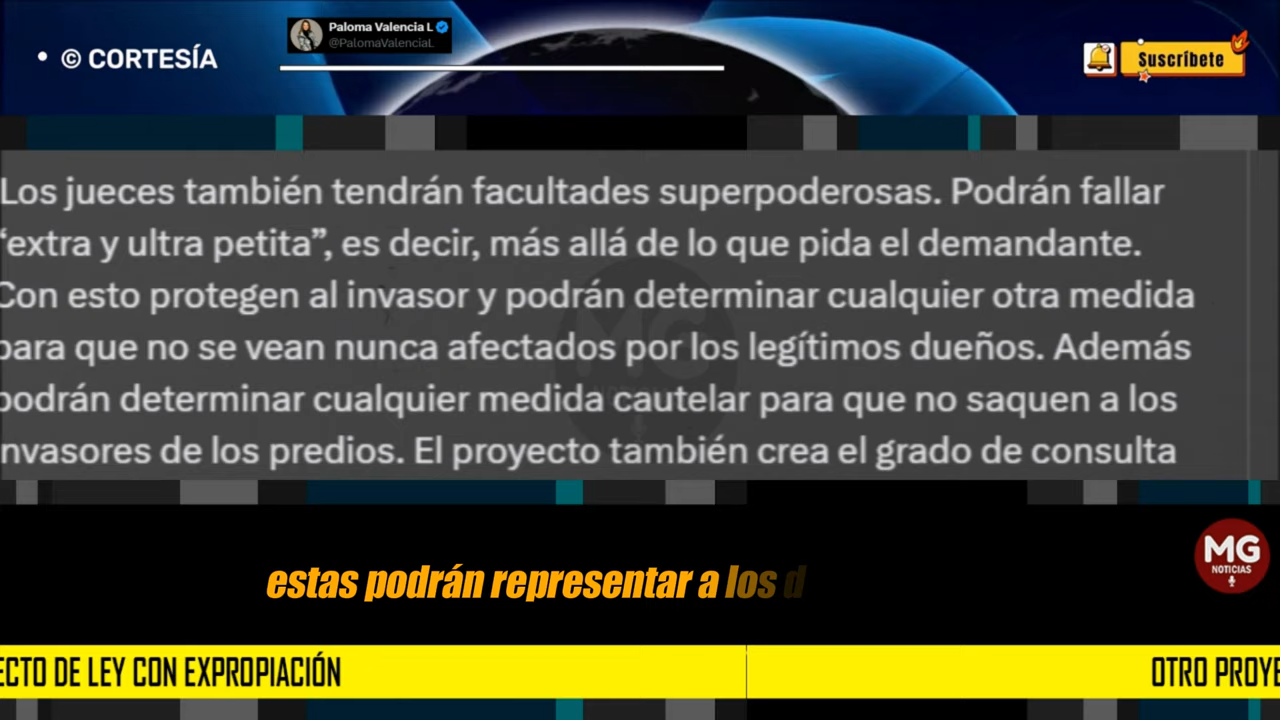 • © CORTESÍA
Paloma Valencia L
@PalomaValenciaL
Suscríbete
Los jueces también tendrán facultades superpoderosas. Podrán fallar
“extra y ultra petita”, es decir, más allá de lo que pida el demandante.
Con esto protegen al invasor y podrán determinar cualquier otra medida
para que no se vean nunca afectados por los legítimos dueños. Además
podrán determinar cualquier medida cautelar para que no saquen a los
nvasores de los predios. El proyecto también crea el grado de consulta
estas podrán representar a los d
MG
NOTICIAS
ECTO DE LEY CON EXPROPIACIÓN
OTRO PROYE